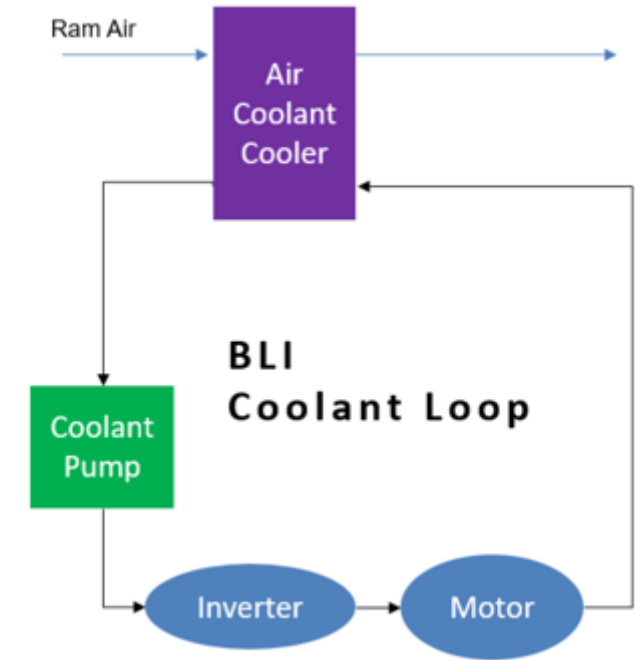 Ram Air
Air
Coolant
Cooler
BLI
Coolant Loop
Coolant
Pump
Inverter
Motor